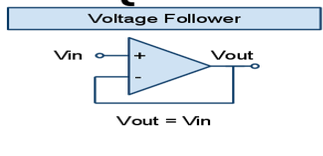 Voltage Follower
Vin + Vout
-
Vout = Vin